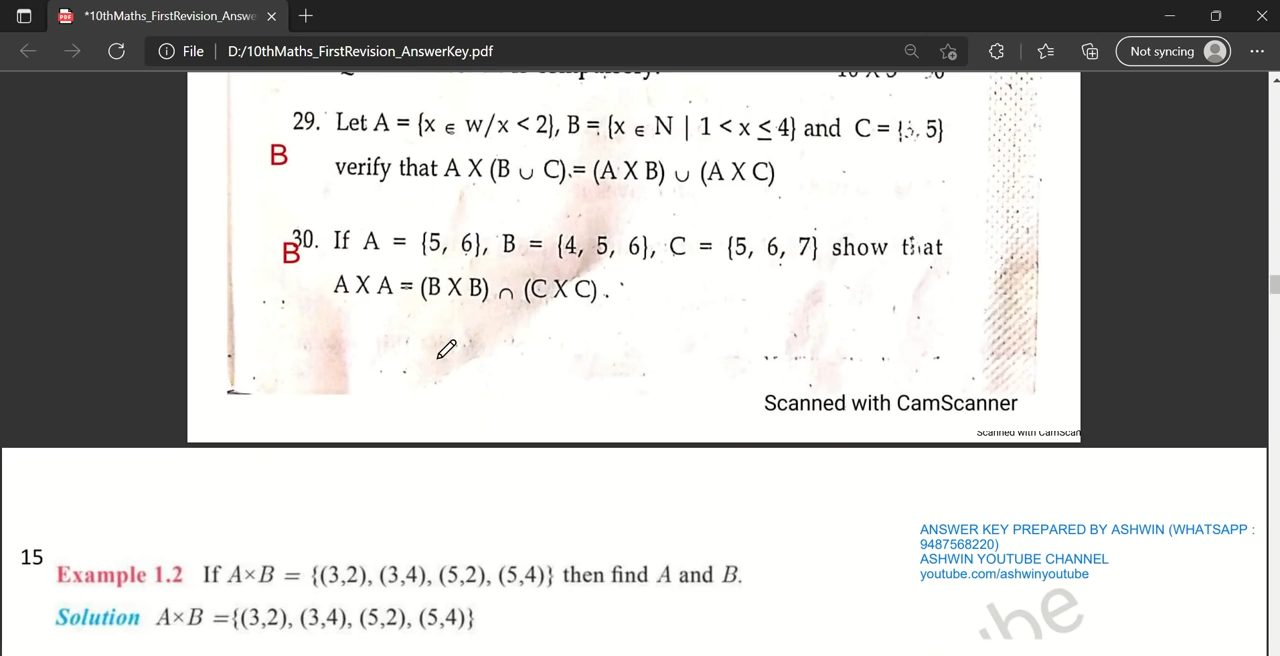 *10thMaths_FirstRevision_Answe
File D:/10thMaths_FirstRevision_AnswerKey.pdf Not syncing
29. Let A = {x ∈ w/x < 2}, B = {x ∈ N | 1 < x ≤ 4} and C = {3, 5}
B
verify that A X (B ∪ C) = (A X B) ∪ (A X C)
30. If A = {5, 6}, B = {4, 5, 6}, C = {5, 6, 7} show that
B
A X A = (B X B) ∩ (C X C).
Scanned with CamScanner
Scanned with CamScan
ANSWER KEY PREPARED BY ASHWIN (WHATSAPP :
9487568220)
ASHWIN YOUTUBE CHANNEL
youtube.com/ashwinyoutube
15
Example 1.2 If A×B = {(3,2), (3,4), (5,2), (5,4)} then find A and B.
Solution A×B ={(3,2), (3,4), (5,2), (5,4)}